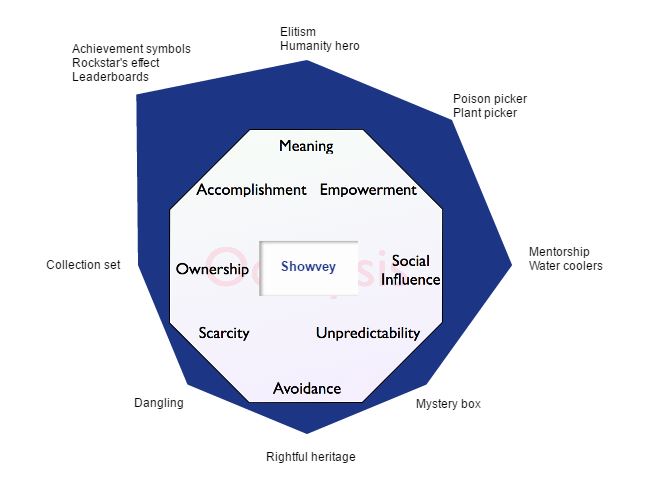 Elitism
Humanity hero
Achievement symbols
Rockstar's effect
Leaderboards
Poison picker
Plant picker
Meaning
Accomplishment
Empowerment
Mentorship
Water coolers
Collection set
Ownership
Showvey
Social
Influence
Scarcity
Unpredictability
Avoidance
Dangling
Mystery box
Rightful heritage